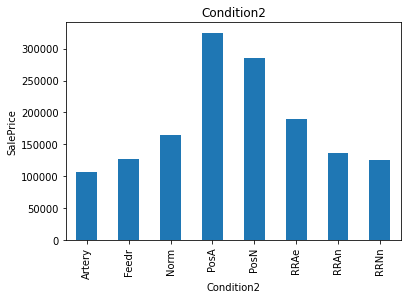 Condition2
300000
250000
200000
150000
100000
50000
0
SalePrice
Artery
Feedr
Norm
PosA
PosN
RRAe
RRAn
RRNn
Condition2